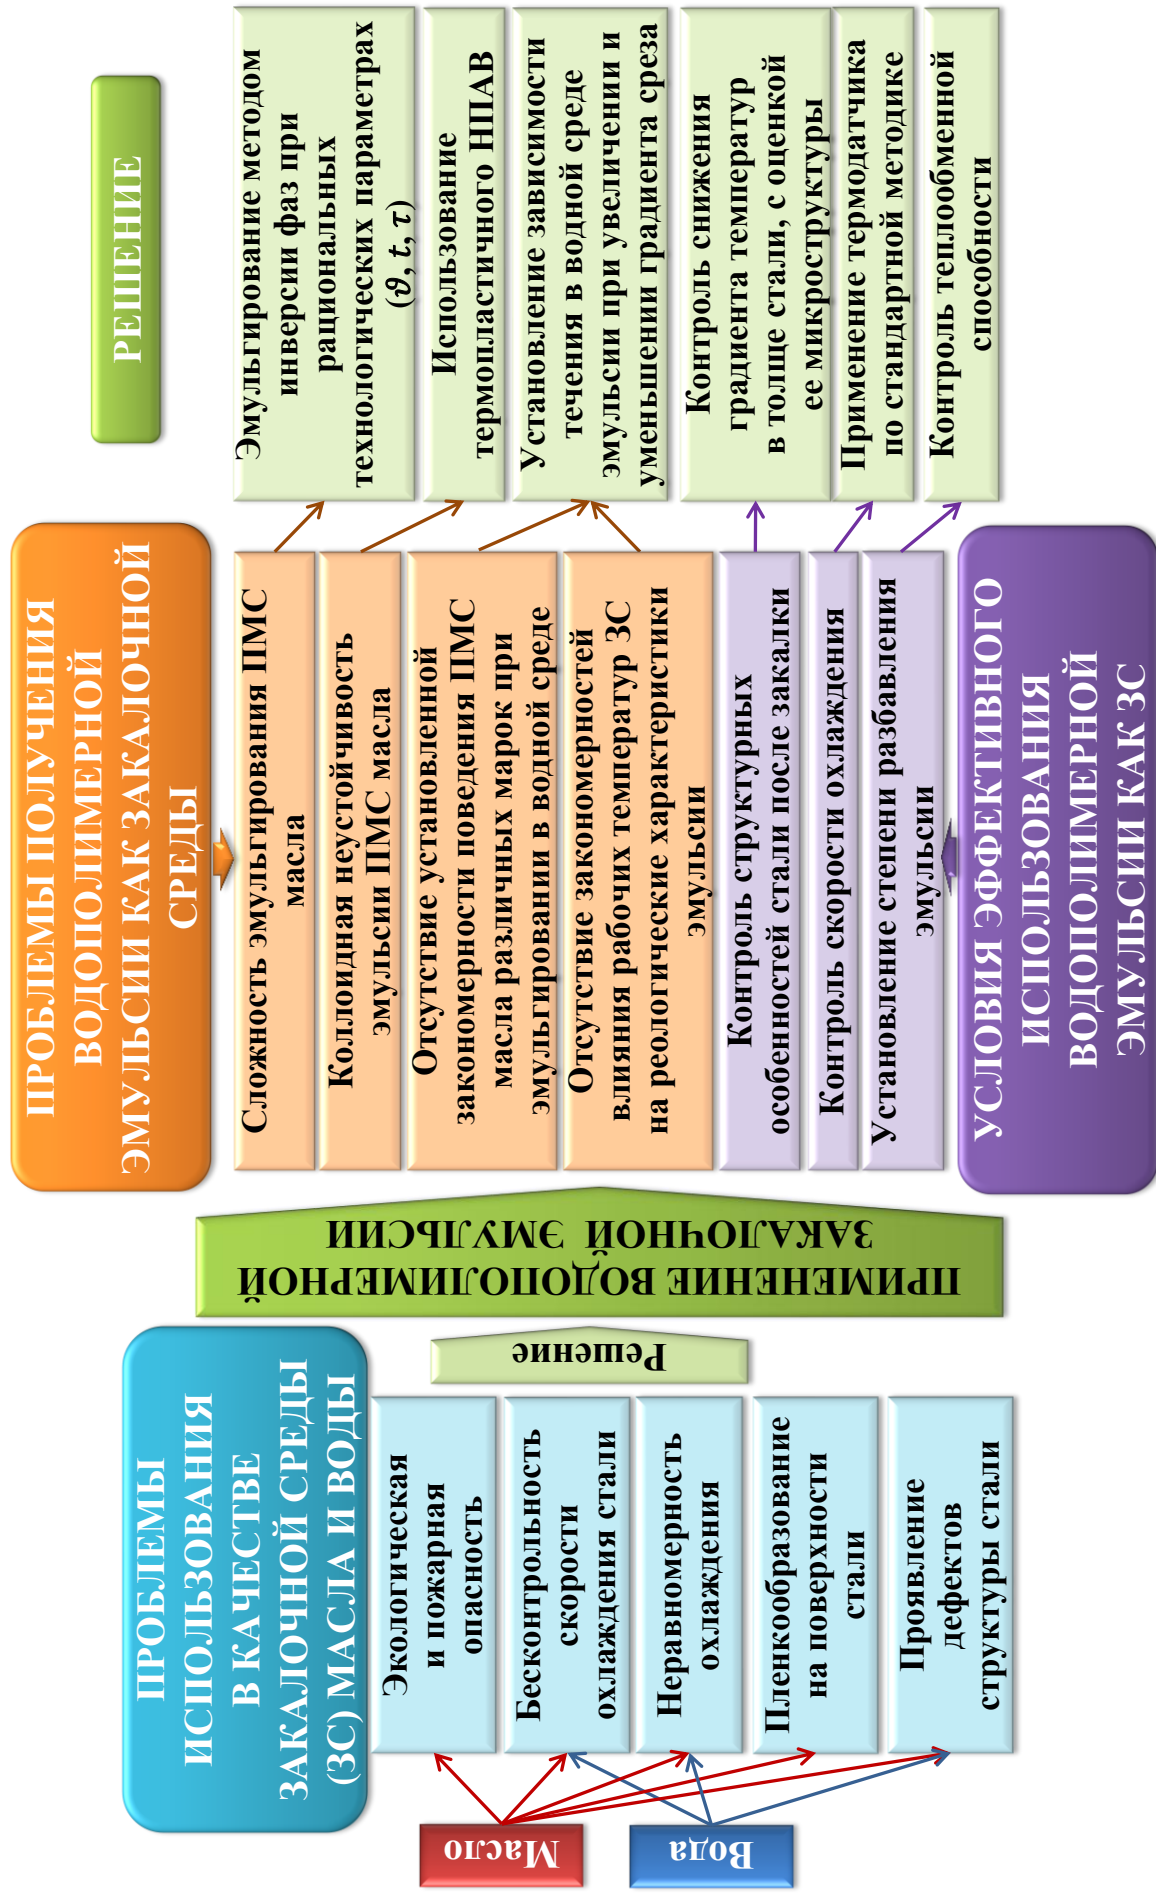 ПРОБЛЕМЫ
ИСПОЛЬЗОВАНИЯ
В КАЧЕСТВЕ
ЗАКАЛОЧНОЙ СРЕДЫ
(ЗС) МАСЛА И ВОДЫ
Масло
Вода
Экологическая
и пожарная
опасность
Бесконтрольность
скорости
охлаждения стали
Неравномерность
охлаждения
Пленкообразование
на поверхности
стали
Проявление
дефектов
структуры стали
Решение
ПРИМЕНЕНИЕ ВОДОПОЛИМЕРНОЙ
ЗАКАЛОЧНОЙ ЭМУЛЬСИИ
ПРОБЛЕМЫ ПОЛУЧЕНИЯ
ВОДОПОЛИМЕРНОЙ
ЭМУЛЬСИИ КАК ЗАКАЛОЧНОЙ
СРЕДЫ
Сложность эмульгирования ПМС
масла
Коллоидная неустойчивость
эмульсии ПМС масла
Отсутствие установленной
закономерности поведения ПМС
масла различных марок при
эмульгировании в водной среде
Отсутствие закономерностей
влияния рабочих температур ЗС
на реологические характеристики
эмульсии
Контроль структурных
особенностей стали после закалки
Контроль скорости охлаждения
Установление степени разбавления
эмульсии
УСЛОВИЯ ЭФФЕКТИВНОГО
ИСПОЛЬЗОВАНИЯ
ВОДОПОЛИМЕРНОЙ
ЭМУЛЬСИИ КАК ЗС
РЕШЕНИЕ
Эмульгирование методом
инверсии фаз при
рациональных
технологических параметрах
(ϑ, t, τ)
Использование
термопластичного НПАВ
Установление зависимости
течения в водной среде
эмульсии при увеличении и
уменьшении градиента среза
Контроль снижения
градиента температур
в толще стали, с оценкой
ее микроструктуры
Применение термодатчика
по стандартной методике
Контроль теплообменной
способности